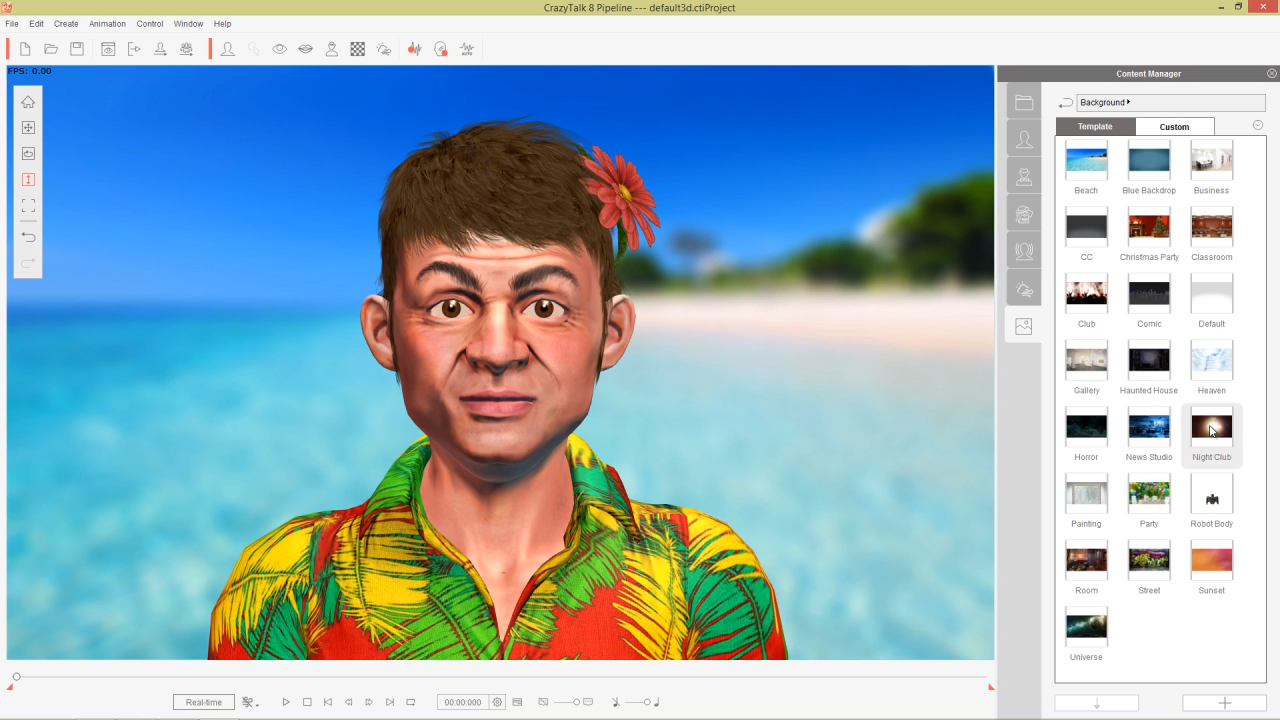 CrazyTalk 8 Pipeline --- default3d.ctiProject
File Edit Create Animation Control Window Help
FPS: 0.00
Content Manager
Background
Template Custom
Beach Blue Backdrop Business
CC Christmas Party Classroom
Club Comic Default
Gallery Haunted House Heaven
Horror News Studio Night Club
Painting Party Robot Body
Room Street Sunset
Universe
Real-time 00:00:000